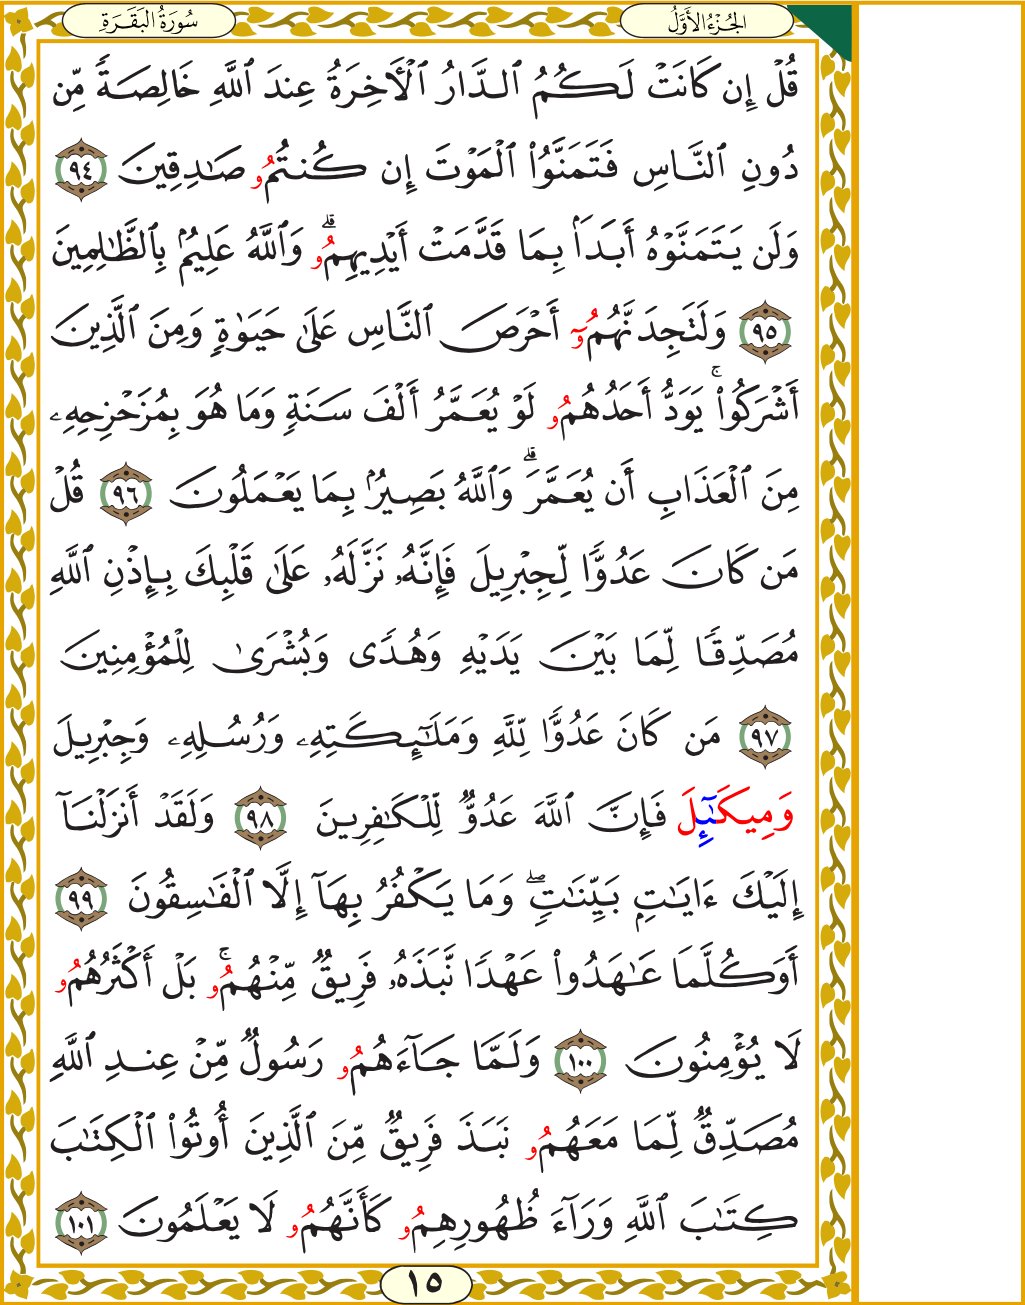 الجُزْءُ الأَوَّلُ
سُورَةُ البَقَرَةِ
قُلْ إِن كَانَتْ لَكُمُ ٱلدَّارُ ٱلْأَخِرَةُ عِندَ ٱللَّهِ خَالِصَةً مِّن
دُونِ ٱلنَّاسِ فَتَمَنَّوُا۟ ٱلْمَوْتَ إِن كُنتُمُۥ صَٰدِقِينَ ٩٤
وَلَن يَتَمَنَّوْهُ أَبَدَۢا بِمَا قَدَّمَتْ أَيْدِيهِمُۥۗ وَٱللَّهُ عَلِيمُۢ بِٱلظَّٰلِمِينَ
٩٥ وَلَتَجِدَنَّهُمُۥٓ أَحْرَصَ ٱلنَّاسِ عَلَىٰ حَيَوٰةٍ وَمِنَ ٱلَّذِينَ
أَشْرَكُوا۟ۚ يَوَدُّ أَحَدُهُمُۥ لَوْ يُعَمَّرُ أَلْفَ سَنَةٍ وَمَا هُوَ بِمُزَحْزِحِهِۦ
مِنَ ٱلْعَذَابِ أَن يُعَمَّرَۗ وَٱللَّهُ بَصِيرُۢ بِمَا يَعْمَلُونَ ٩٦ قُلْ
مَن كَانَ عَدُوًّا لِّجِبْرِيلَ فَإِنَّهُۥ نَزَّلَهُۥ عَلَىٰ قَلْبِكَ بِإِذْنِ ٱللَّهِ
مُصَدِّقًا لِّمَا بَيْنَ يَدَيْهِ وَهُدًى وَبُشْرَىٰ لِلْمُؤْمِنِينَ
٩٧ مَن كَانَ عَدُوًّا لِّلَّهِ وَمَلَٰٓئِكَتِهِۦ وَرُسُلِهِۦ وَجِبْرِيلَ
وَمِيكَٰٓئِلَ فَإِنَّ ٱللَّهَ عَدُوٌّ لِّلْكَٰفِرِينَ ٩٨ وَلَقَدْ أَنزَلْنَآ
إِلَيْكَ ءَايَٰتٍۭ بَيِّنَٰتٍۖ وَمَا يَكْفُرُ بِهَآ إِلَّا ٱلْفَٰسِقُونَ ٩٩
أَوَكُلَّمَا عَٰهَدُوا۟ عَهْدًا نَّبَذَهُۥ فَرِيقٌ مِّنْهُمُۥۚ بَلْ أَكْثَرُهُمُۥ
لَا يُؤْمِنُونَ ١٠٠ وَلَمَّا جَآءَهُمُۥ رَسُولٌ مِّنْ عِندِ ٱللَّهِ
مُصَدِّقٌ لِّمَا مَعَهُمُۥ نَبَذَ فَرِيقٌ مِّنَ ٱلَّذِينَ أُوتُوا۟ ٱلْكِتَٰبَ
كِتَٰبَ ٱللَّهِ وَرَآءَ ظُهُورِهِمُۥ كَأَنَّهُمُۥ لَا يَعْلَمُونَ ١٠١
١٥